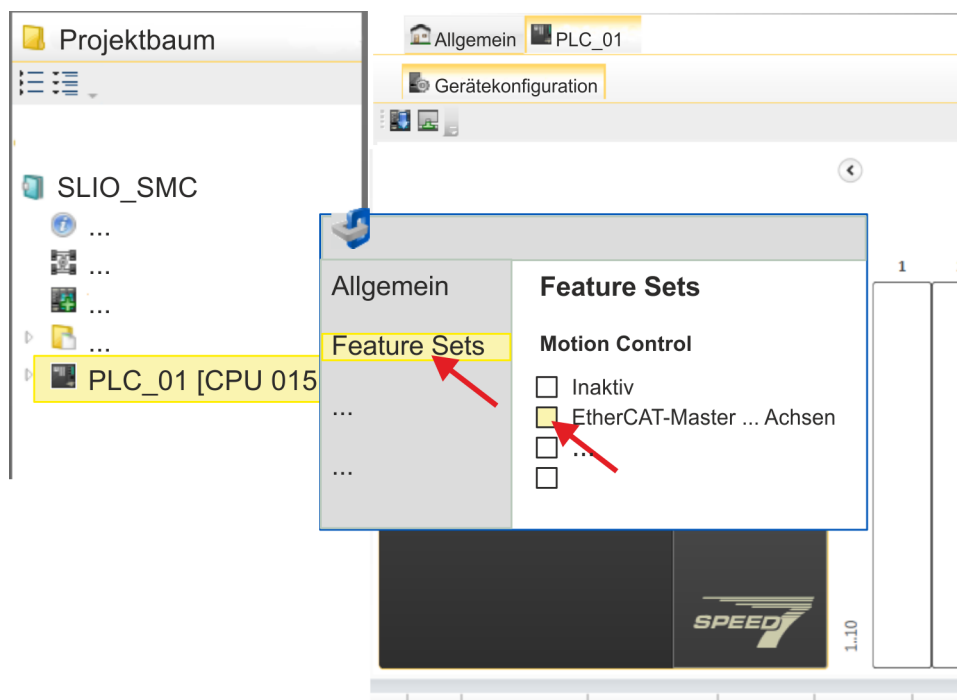 Projektbaum
SLIO_SMC
...
...
...
...
PLC_01 [CPU 015
Allgemein
PLC_01
Gerätekonfiguration
Allgemein
Feature Sets
...
...
Feature Sets
Motion Control
Inaktiv
EtherCAT-Master ... Achsen
...
1
SPEED7
1..10